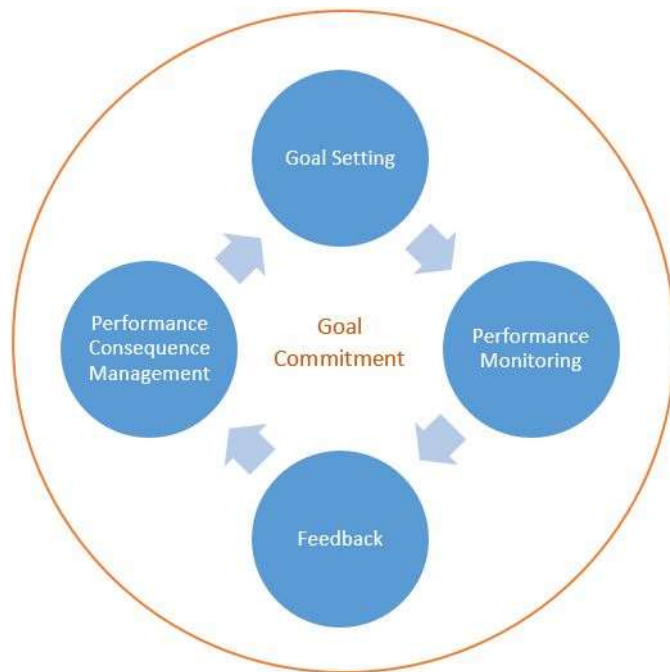 Goal Setting
Performance
Consequence
Management
Goal
Commitment
Performance
Monitoring
Feedback